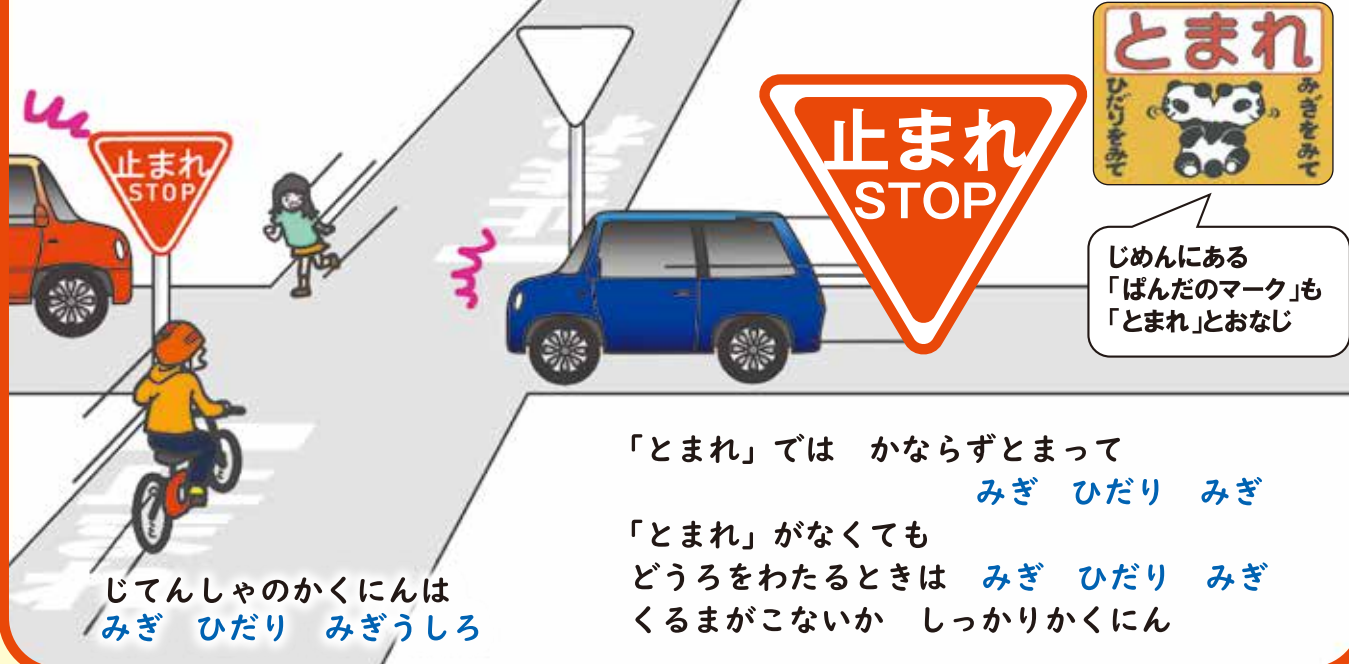 止まれ
STOP
止まれ
STOP
とまれ
みぎをみて
ひだりをみて
じめんにある
「ぱんだのマーク」も
「とまれ」とおなじ
「とまれ」では　かならずとまって
みぎ　ひだり　みぎ
「とまれ」がなくても
どうろをわたるときは　みぎ　ひだり　みぎ
くるまがこないか　しっかりかくにん
じてんしゃのかくにんは
みぎ　ひだり　みぎうしろ